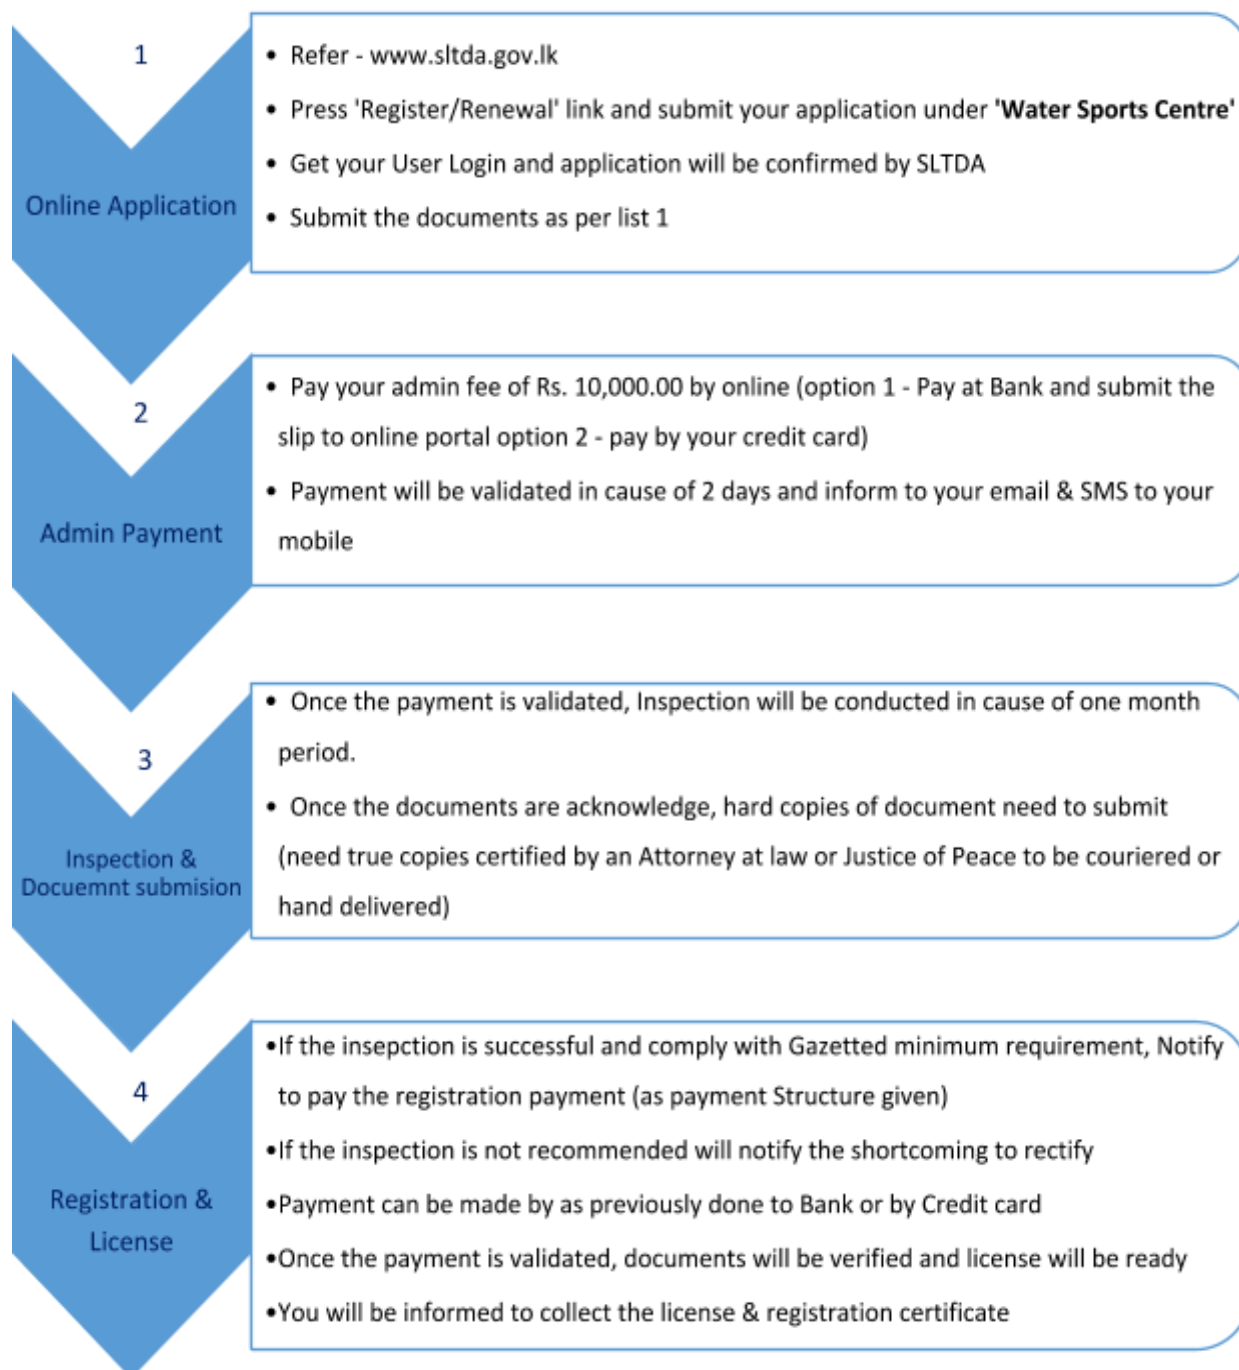 1
Online Application
• Refer - www.sltda.gov.lk
• Press 'Register/Renewal' link and submit your application under 'Water Sports Centre'
• Get your User Login and application will be confirmed by SLTDA
• Submit the documents as per list 1
2
Admin Payment
• Pay your admin fee of Rs. 10,000.00 by online (option 1 - Pay at Bank and submit the
slip to online portal option 2 - pay by your credit card)
• Payment will be validated in cause of 2 days and inform to your email & SMS to your
mobile
3
Inspection &
Docuemnt submision
• Once the payment is validated, Inspection will be conducted in cause of one month
period.
• Once the documents are acknowledge, hard copies of document need to submit
(need true copies certified by an Attorney at law or Justice of Peace to be couriered or
hand delivered)
4
Registration &
License
•If the insepction is successful and comply with Gazetted minimum requirement, Notify
to pay the registration payment (as payment Structure given)
•If the inspection is not recommended will notify the shortcoming to rectify
•Payment can be made by as previously done to Bank or by Credit card
•Once the payment is validated, documents will be verified and license will be ready
•You will be informed to collect the license & registration certificate